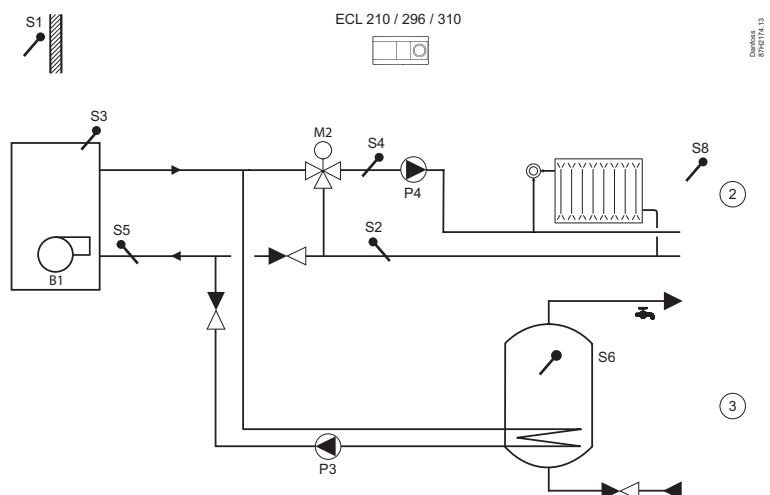 S1
ECL 210 / 296 / 310
Danfoss
87H2174.13
S3
M2
S4
S8
P4
2
S5
S2
B1
S6
3
P3